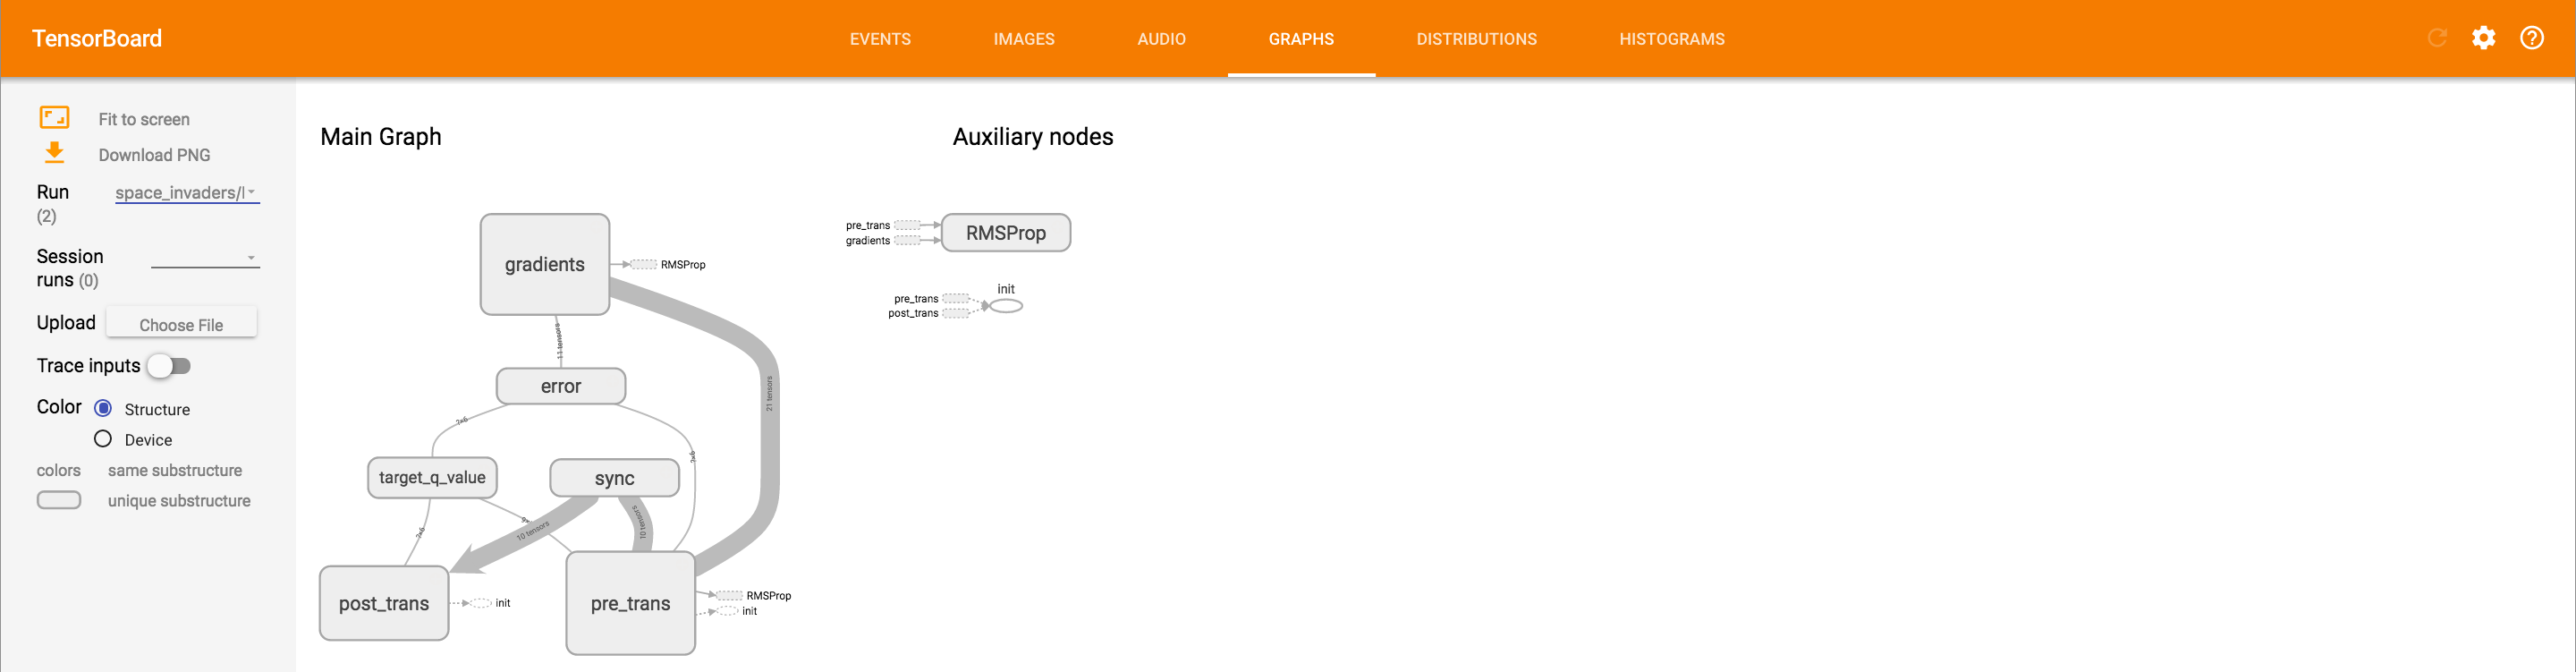 TensorBoard
EVENTS
IMAGES
AUDIO
GRAPHS
DISTRIBUTIONS
HISTOGRAMS
Fit to screen
Download PNG
Run
(2)
space_invaders/
Session
runs (0)
Upload
Choose File
Trace inputs
Color
Structure
Device
colors
same substructure
unique substructure
Main Graph
Auxiliary nodes
gradients
RMSProp
11 tensors
error
21 tensors
?×6
?×6
target_q_value
sync
?×6
10 tensors
10 tensors
post_trans
init
pre_trans
RMSProp
init
pre_trans
gradients
RMSProp
init
pre_trans
post_trans